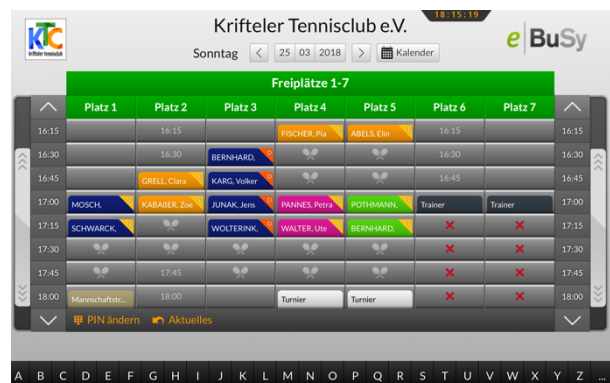 18:15:19
Krifteler Tennisclub e.V.
KTC
e BuSy
Sonntag 25 03 2018 Kalender
Freiplätze 1-7
Platz 1 Platz 2 Platz 3 Platz 4 Platz 5 Platz 6 Platz 7
16:15 16:15 FISCHER, Pia ABELS, Elin 16:15 16:15
16:30 16:30 BERNHARD, 16:30 16:30
16:45 GRELL, Clara KARG, Volker 16:45 16:45
17:00 MOSCH, KABAßER, Zoe JUNAK, Jens PANNES, Petra POTHMANN, Trainer Trainer 17:00
17:15 SCHWARCK, WOLTERINK, WALTER, Ute BERNHARD, 17:15
17:30 17:30
17:45 17:45 17:45
18:00 Mannschaftstr... 18:00 Turnier Turnier 18:00
PIN ändern Aktuelles
A B C D E F G H I J K L M N O P Q R S T U V W X Y Z ...